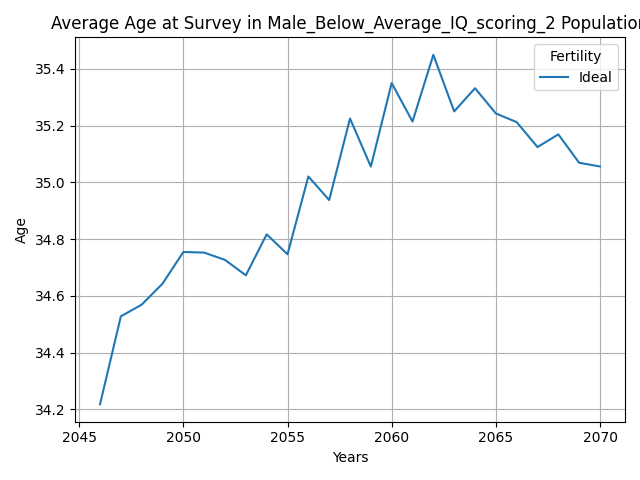 Average Age at Survey in Male_Below_Average_IQ_scoring_2 Population
Fertility
Ideal
35.4
35.2
35.0
34.8
34.6
34.4
34.2
Age
2045 2050 2055 2060 2065 2070
Years